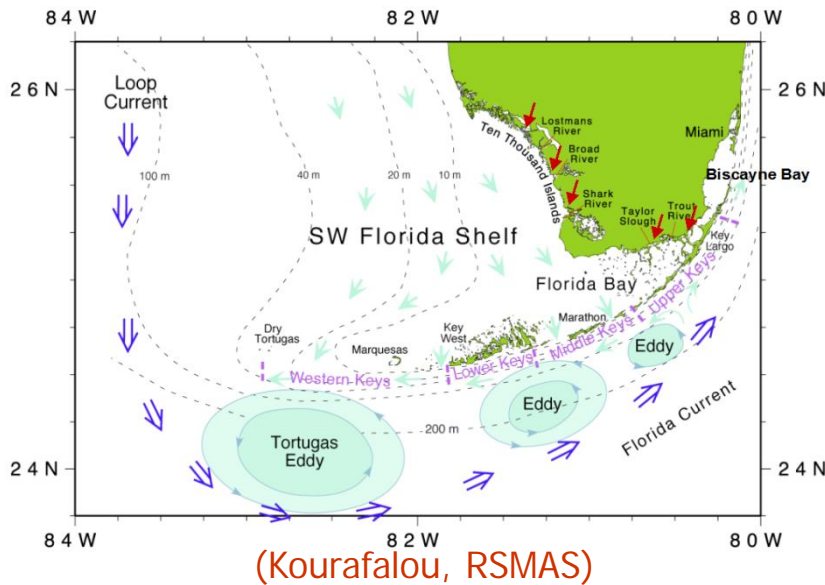 84W 82W 80W
26N 26N
Loop
Current
100 m
40 m
20 m
10 m
Lostmans
River
Broad
River
Ten Thousand Islands
Shark
River
Miami
Biscayne Bay
Taylor
Slough
Trout
River
Key
Largo
SW Florida Shelf
Florida Bay
Upper Keys
Dry
Tortugas
Marquesas
Key
West
Marathon
Middle Keys
Lower Keys
Western Keys
Eddy
Eddy
Tortugas
Eddy
200 m
Florida Current
24N 24N
84W 82W 80W
(Kourafalou, RSMAS)